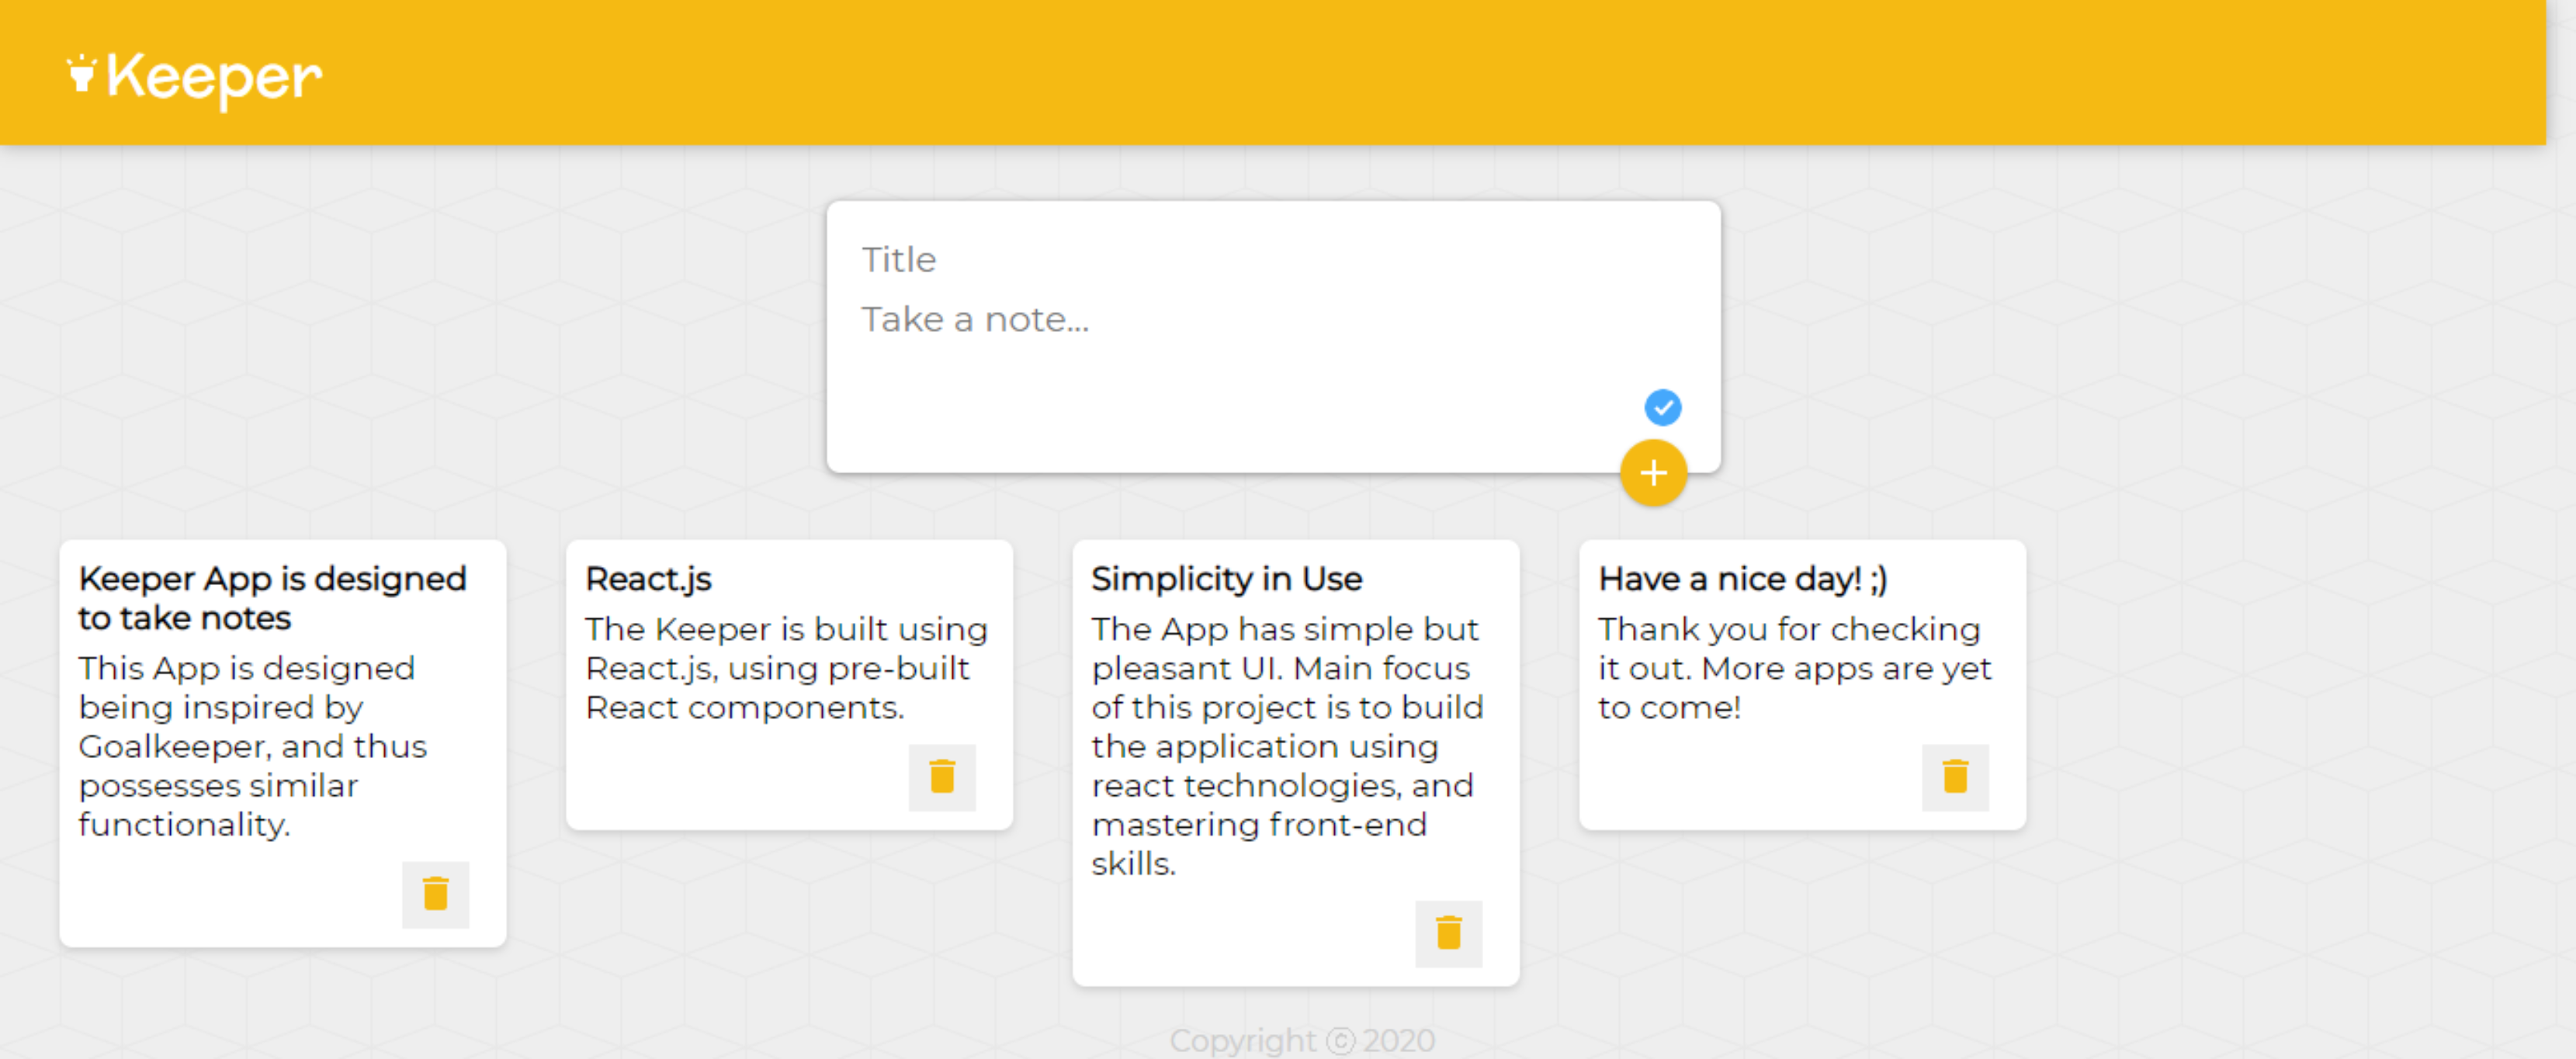 Keeper
Title
Take a note...
Keeper App is designed
to take notes
This App is designed
being inspired by
Goalkeeper, and thus
possesses similar
functionality.
React.js
The Keeper is built using
React.js, using pre-built
React components.
Simplicity in Use
The App has simple but
pleasant UI. Main focus
of this project is to build
the application using
react technologies, and
mastering front-end
skills.
Have a nice day! ;)
Thank you for checking
it out. More apps are yet
to come!
Copyright ⓒ 2020